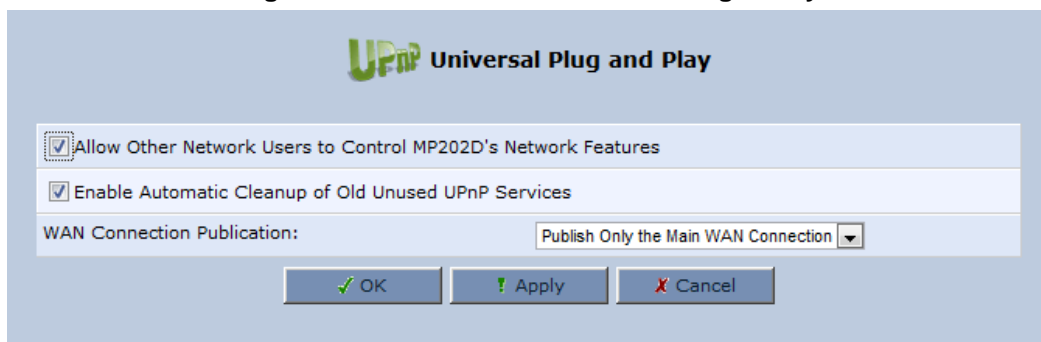 UPnP Universal Plug and Play
Allow Other Network Users to Control MP202D's Network Features
Enable Automatic Cleanup of Old Unused UPnP Services
WAN Connection Publication: Publish Only the Main WAN Connection
OK Apply Cancel